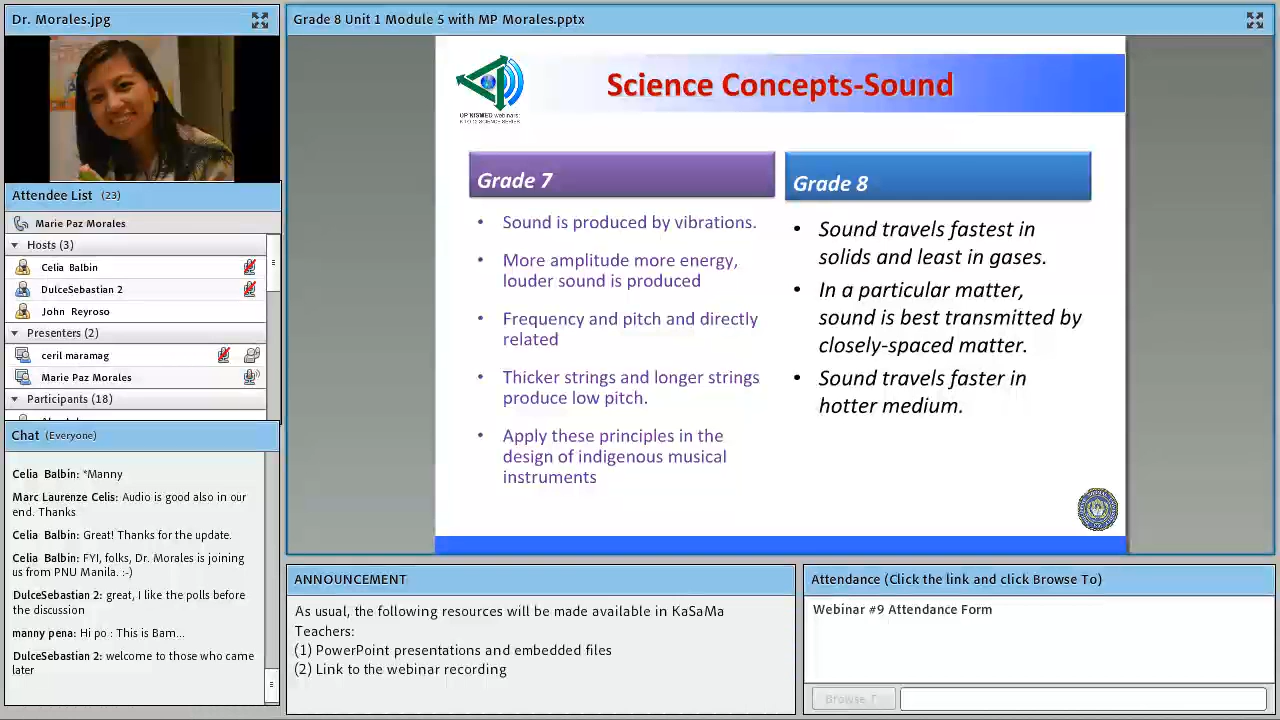 Dr. Morales.jpg
Attendee List (23)
Marie Paz Morales
Hosts (3)
Celia Balbin
DulceSebastian 2
John Reyroso
Presenters (2)
ceril maramag
Marie Paz Morales
Participants (18)
Chat (Everyone)
Celia Balbin: *Manny
Marc Laurenze Celis: Audio is good also in our
end. Thanks
Celia Balbin: Great! Thanks for the update.
Celia Balbin: FYI, folks, Dr. Morales is joining
us from PNU Manila. :-)
DulceSebastian 2: great, I like the polls before
the discussion
manny pena: Hi po : This is Bam...
DulceSebastian 2: welcome to those who came
later
Grade 8 Unit 1 Module 5 with MP Morales.pptx
UP NISMED webinars:
K TO 12 SCIENCE SERIES
Science Concepts-Sound
Grade 7
• Sound is produced by vibrations.
• More amplitude more energy,
louder sound is produced
• Frequency and pitch and directly
related
• Thicker strings and longer strings
produce low pitch.
• Apply these principles in the
design of indigenous musical
instruments
Grade 8
• Sound travels fastest in
solids and least in gases.
• In a particular matter,
sound is best transmitted by
closely-spaced matter.
• Sound travels faster in
hotter medium.
ANNOUNCEMENT
As usual, the following resources will be made available in KaSaMa
Teachers:
(1) PowerPoint presentations and embedded files
(2) Link to the webinar recording
Attendance (Click the link and click Browse To)
Webinar #9 Attendance Form